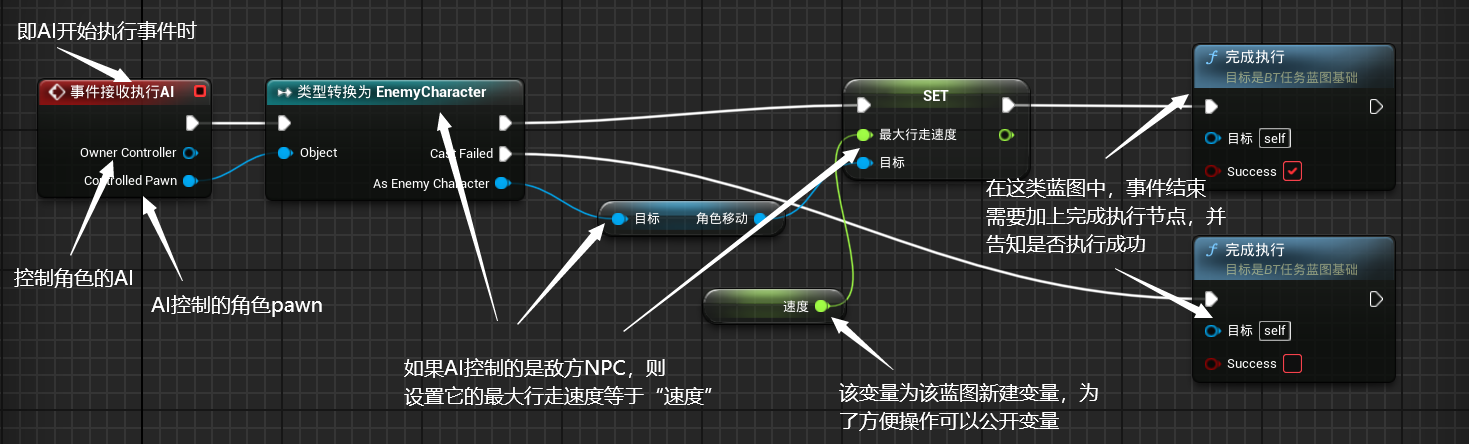 即AI开始执行事件时
事件接收执行AI
Owner Controller
Controlled Pawn
类型转换为 EnemyCharacter
Object
Cast Failed
As Enemy Character
目标 角色移动
SET
最大行走速度
目标
速度
完成执行
目标是BT任务蓝图基础
目标 self
Success
在这类蓝图中，事件结束
需要加上完成执行节点，并
告知是否执行成功
完成执行
目标是BT任务蓝图基础
目标 self
Success
控制角色的AI
AI控制的角色pawn
如果AI控制的是敌方NPC，则
设置它的最大行走速度等于“速度”
该变量为该蓝图新建变量，为
了方便操作可以公开变量